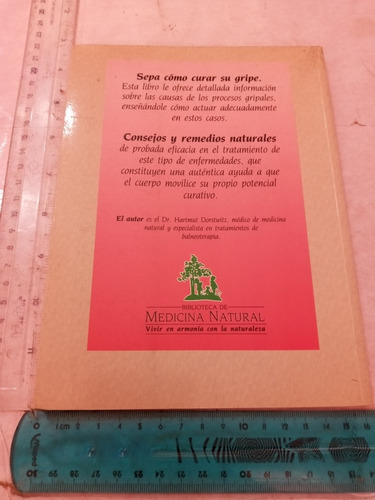 Sepa cómo curar su gripe.
Esta libro le ofrece detallada información
sobre las causas de los procesos gripales,
enseñándole cómo actuar adecuadamente
en estos casos.
Consejos y remedios naturales
de probada eficacia en el tratamiento de
este tipo de enfermedades, que
constituyen una auténtica ayuda a que
el cuerpo movilice su propio potencial
curativo.
El autor es el Dr. Hartmut Dorstwitz, médico de medicina
natural y especialista en tratamientos de
balneoterapia.
BIBLIOTECA DE
MEDICINA NATURAL
Vivir en armonía con la naturaleza